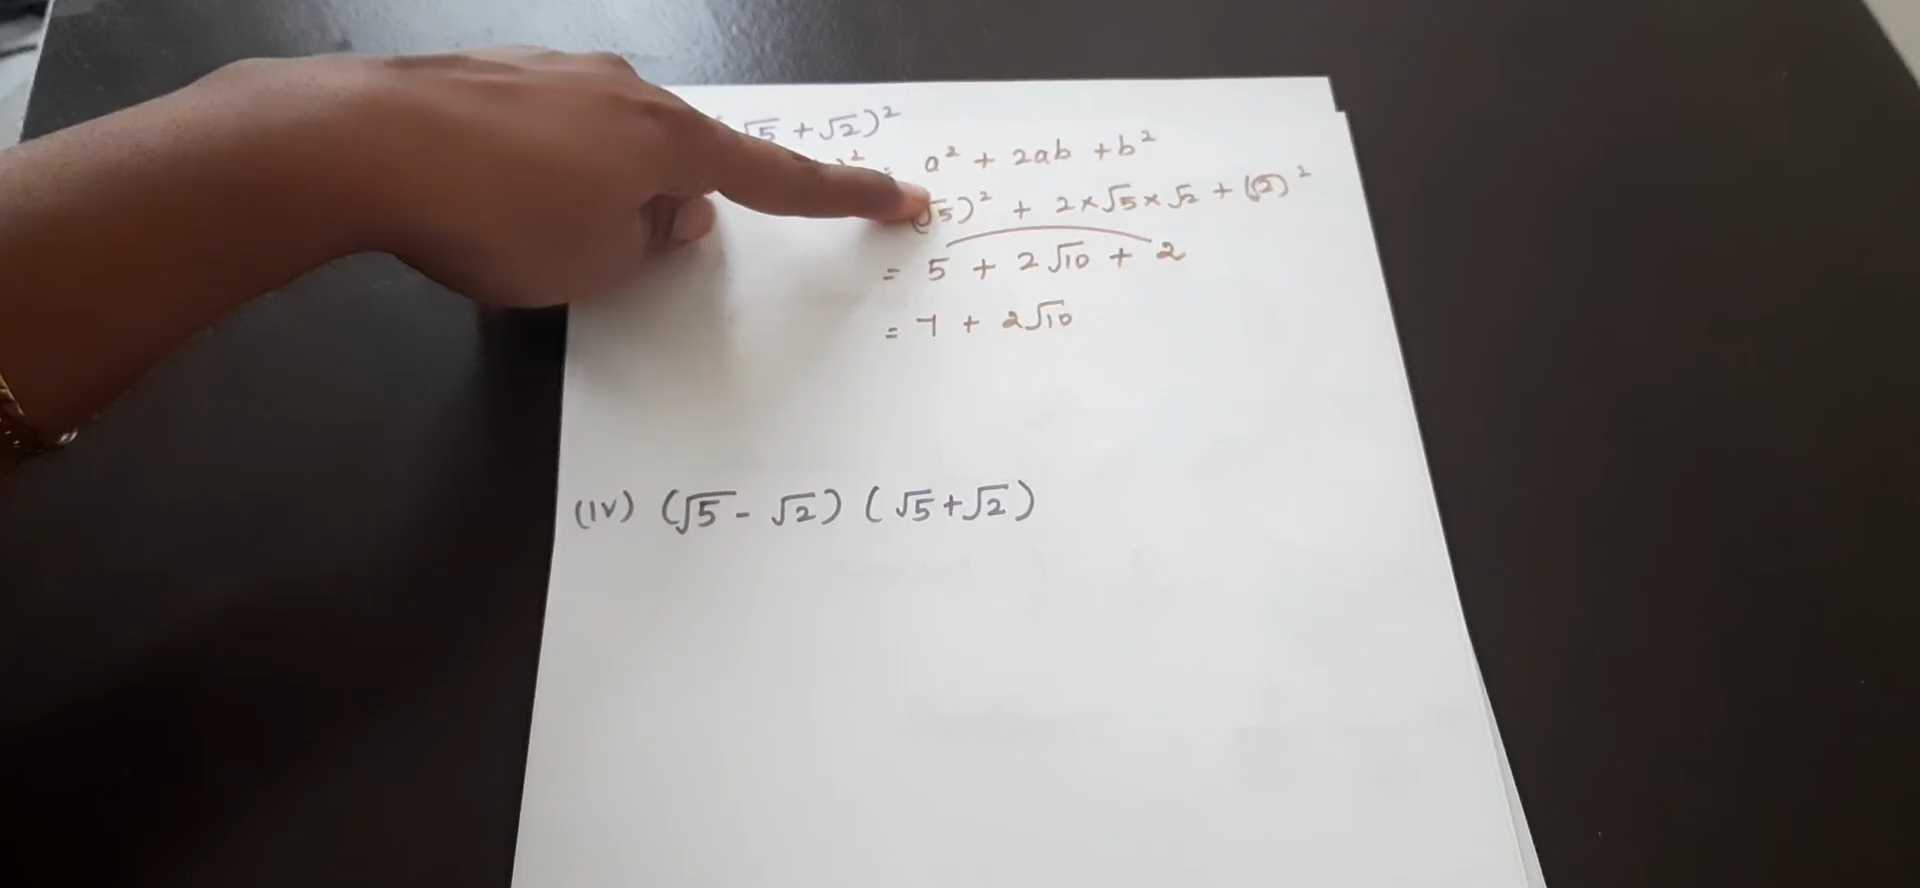 √5 + √2)²
)² = a² + 2ab + b²
(√5)² + 2×√5×√2 + (√2)²
= 5 + 2√10 + 2
= 7 + 2√10
(iv) (√5 - √2) (√5+√2)